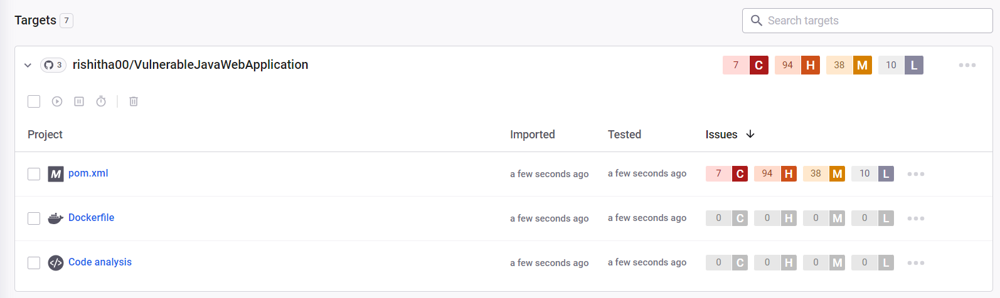 Targets 7
Search targets
3 rishitha00/VulnerableJavaWebApplication 7 C 94 H 38 M 10 L
Project Imported Tested Issues
M pom.xml a few seconds ago a few seconds ago 7 C 94 H 38 M 10 L
Dockerfile a few seconds ago a few seconds ago 0 C 0 H 0 M 0 L
Code analysis a few seconds ago a few seconds ago 0 C 0 H 0 M 0 L